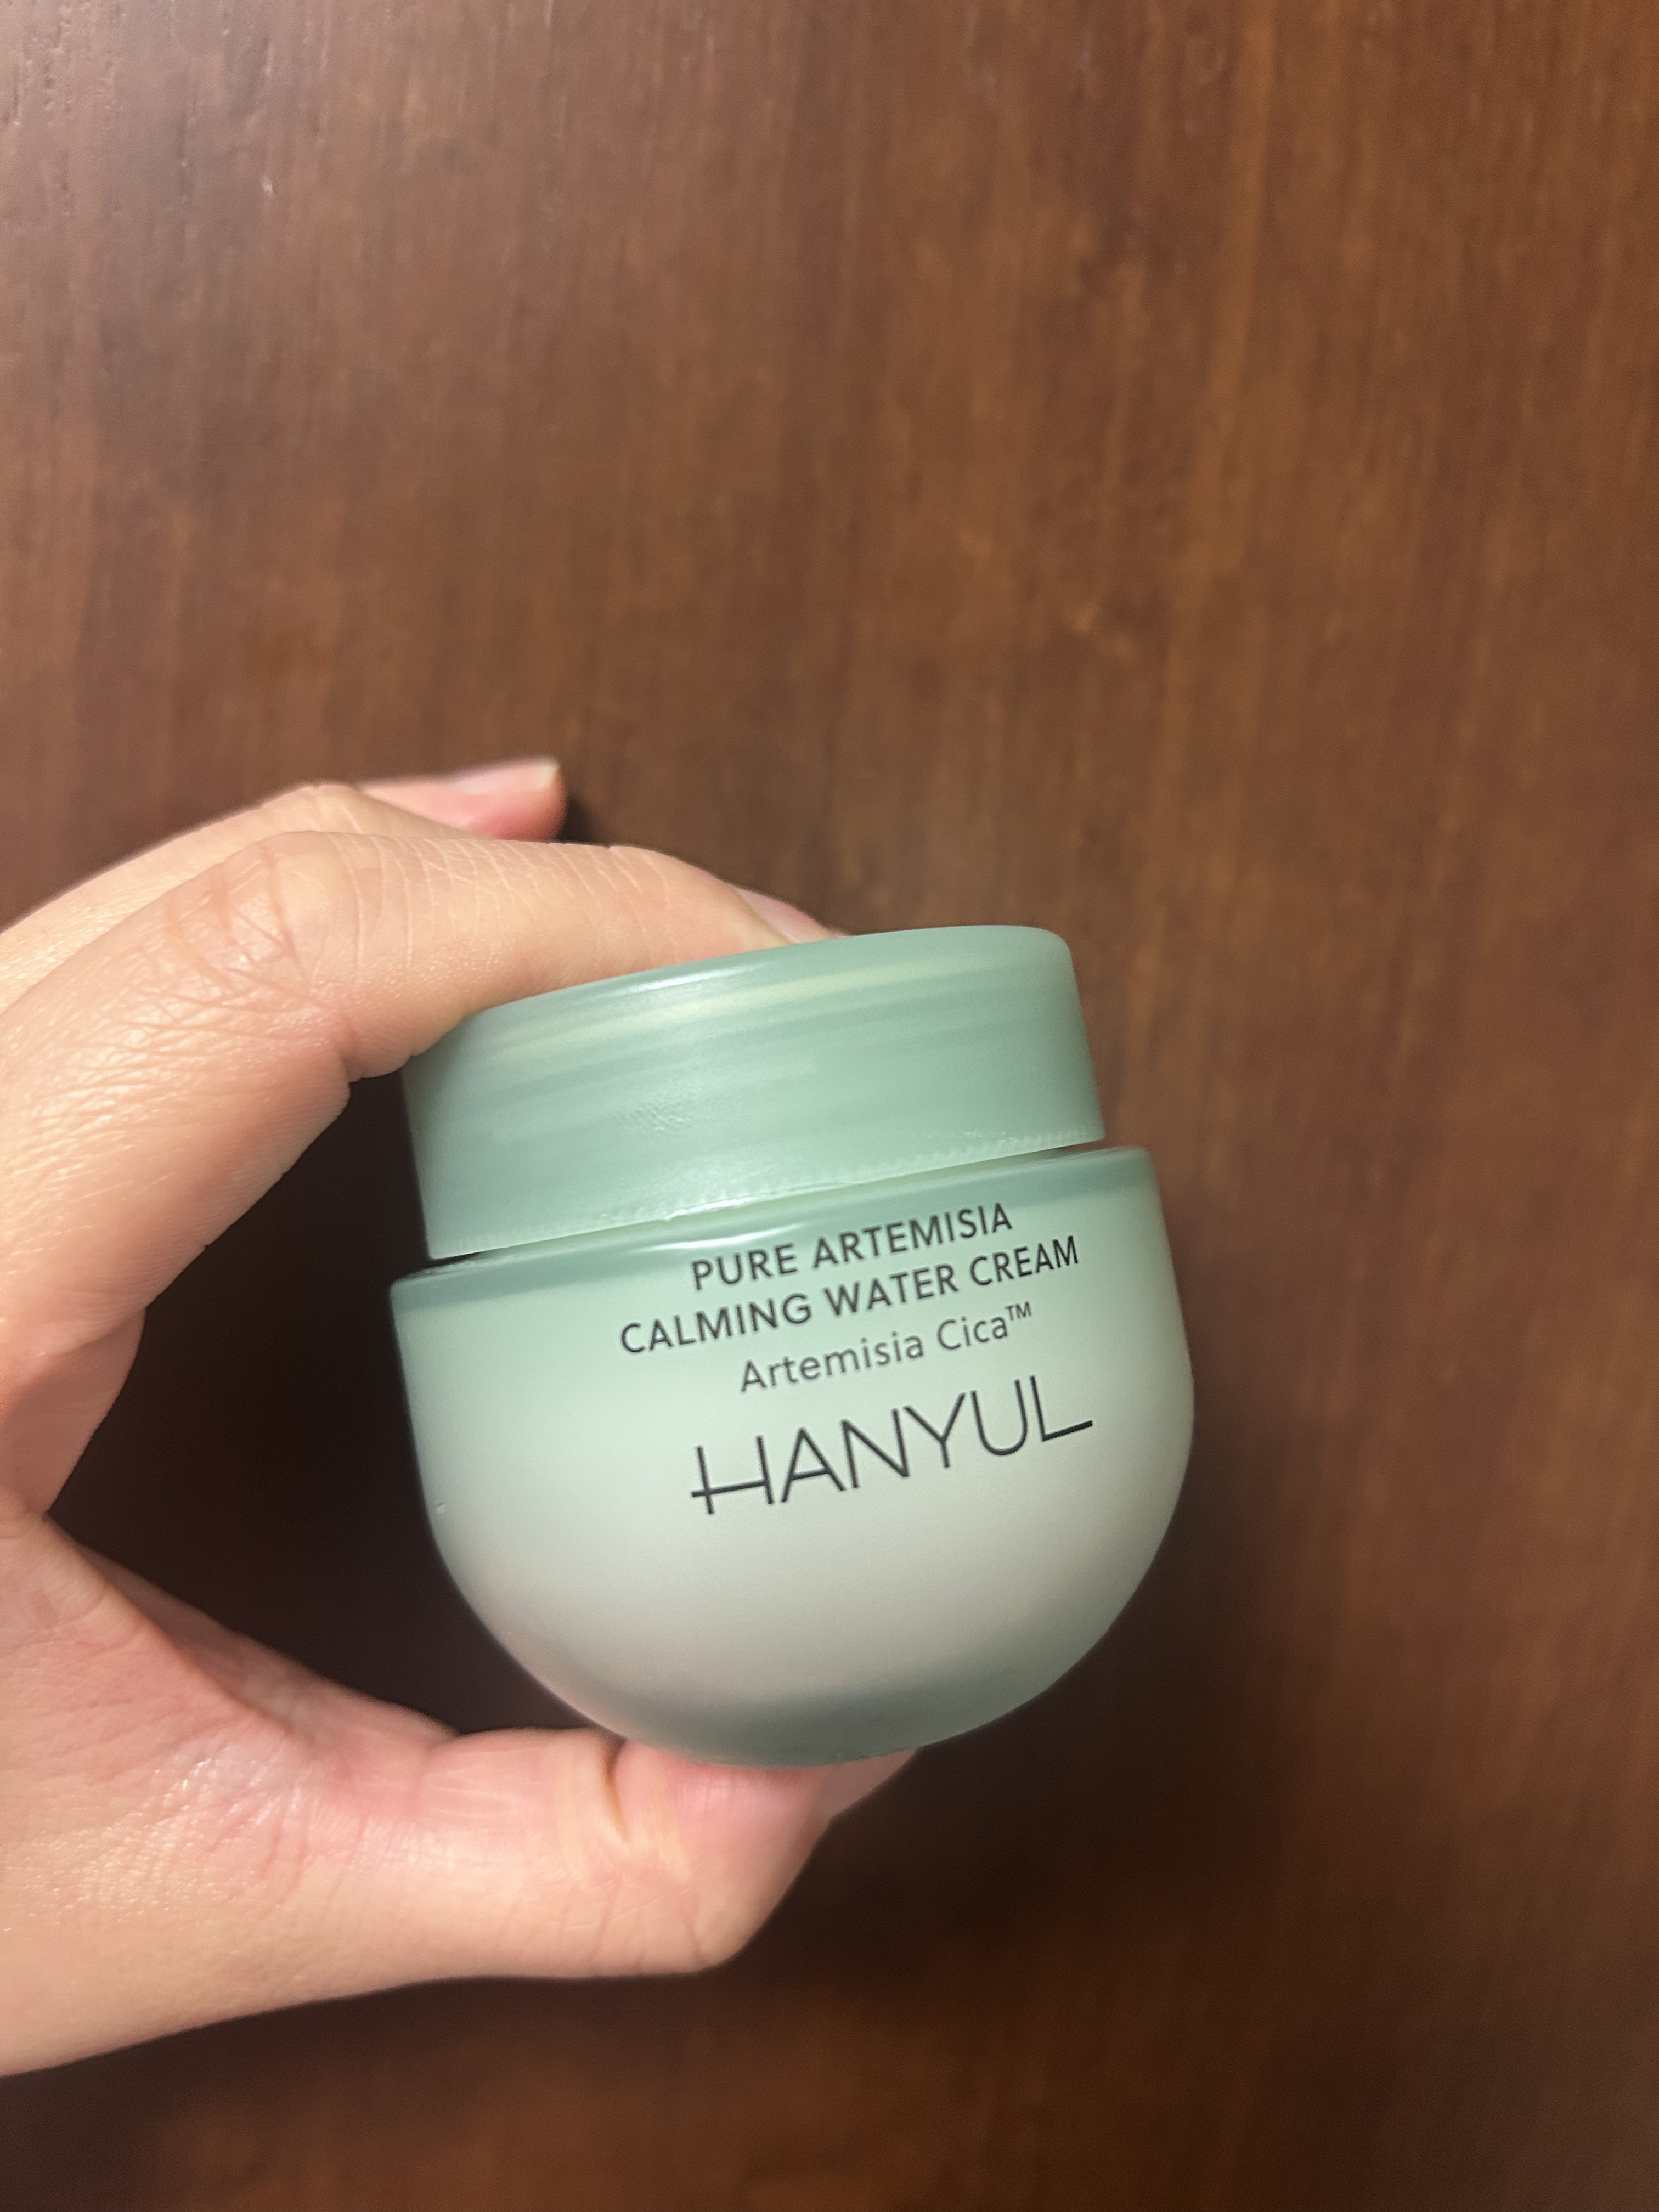 PURE ARTEMISIA
CALMING WATER CREAM
Artemisia Cica™
HANYUL